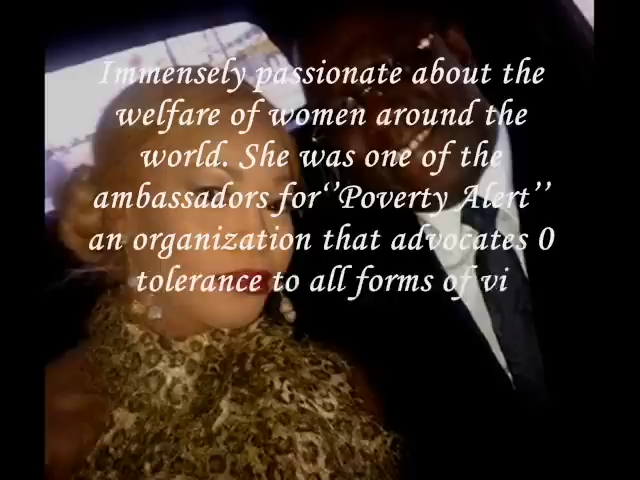 Immensely passionate about the
welfare of women around the
world. She was one of the
ambassadors for‘’Poverty Alert’’
an organization that advocates 0
tolerance to all forms of vi